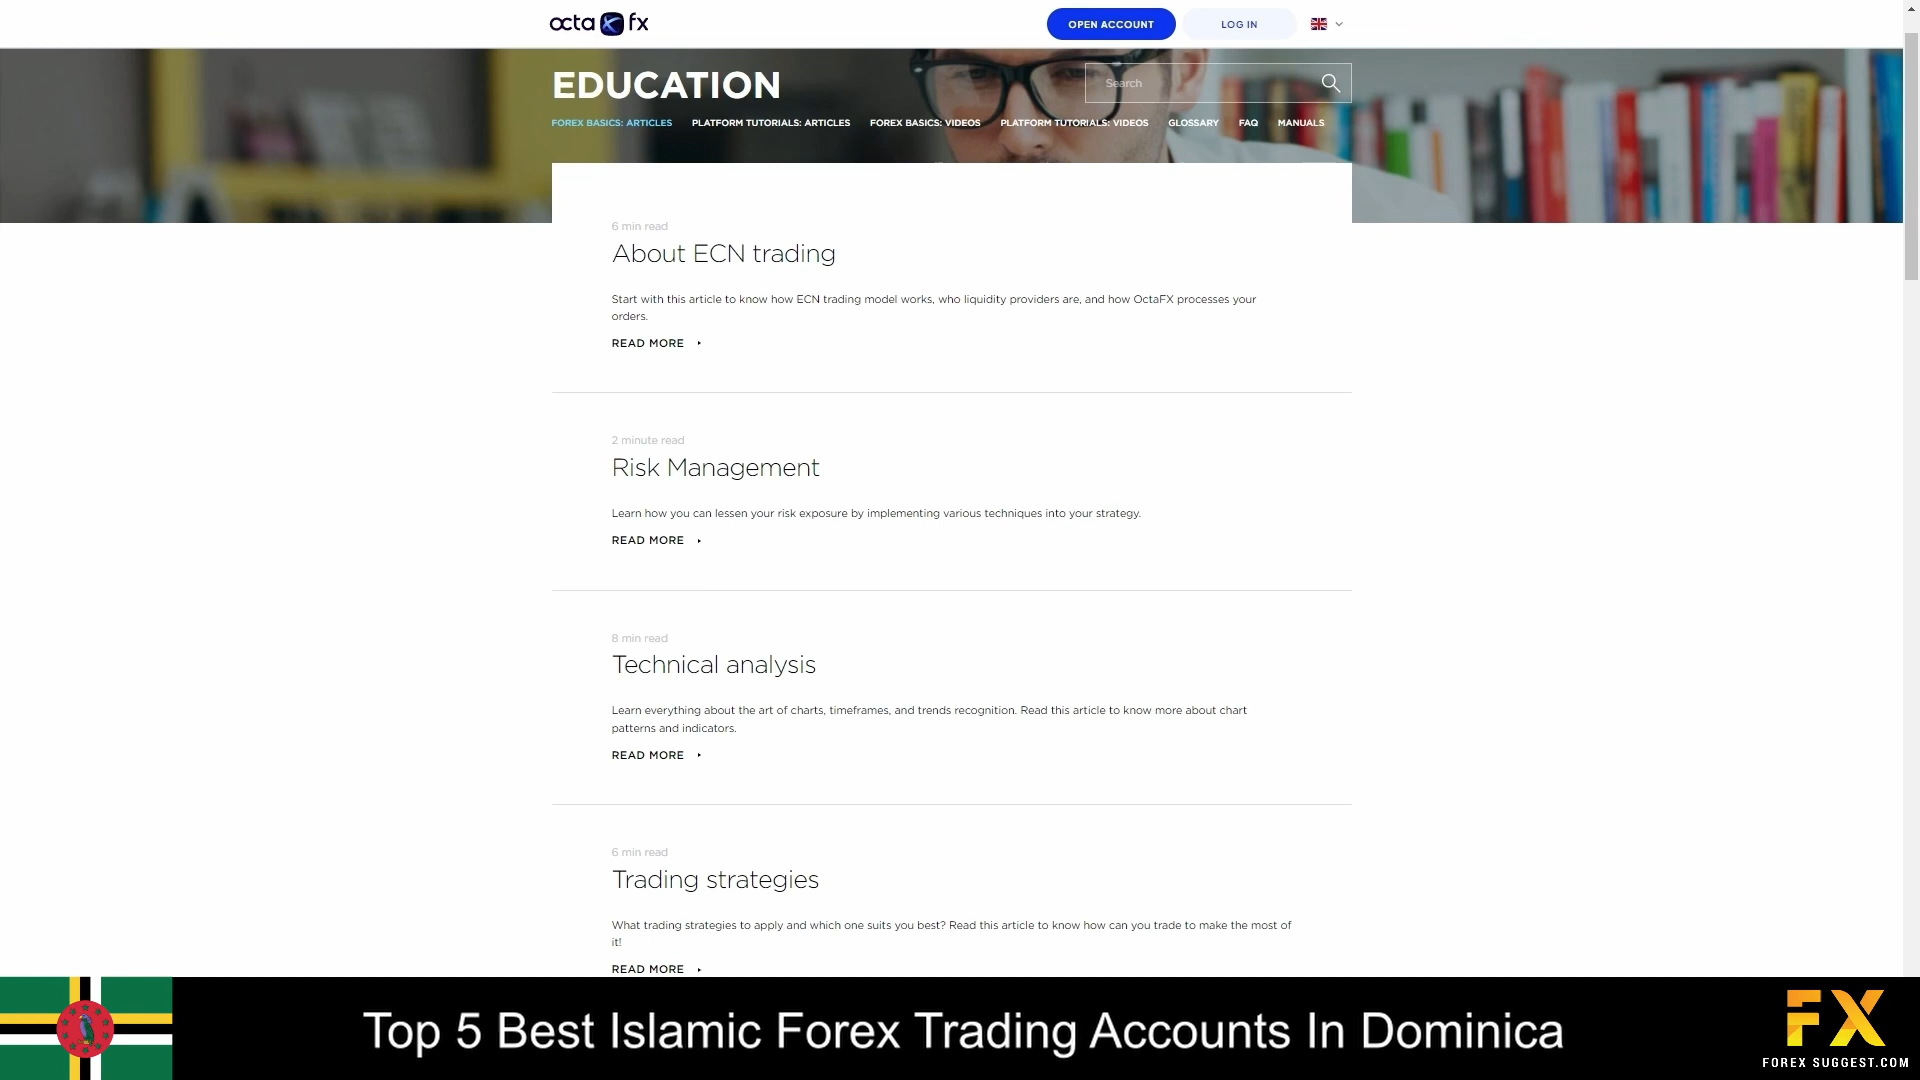 octa fx
OPEN ACCOUNT
LOG IN
EDUCATION
Search
FOREX BASICS: ARTICLES PLATFORM TUTORIALS: ARTICLES FOREX BASICS: VIDEOS PLATFORM TUTORIALS: VIDEOS GLOSSARY FAQ MANUALS
6 min read
About ECN trading
Start with this article to know how ECN trading model works, who liquidity providers are, and how OctaFX processes your
orders.
READ MORE
2 minute read
Risk Management
Learn how you can lessen your risk exposure by implementing various techniques into your strategy.
READ MORE
8 min read
Technical analysis
Learn everything about the art of charts, timeframes, and trends recognition. Read this article to know more about chart
patterns and indicators.
READ MORE
6 min read
Trading strategies
What trading strategies to apply and which one suits you best? Read this article to know how can you trade to make the most of
it!
READ MORE
Top 5 Best Islamic Forex Trading Accounts In Dominica
FX
FOREX SUGGEST.COM